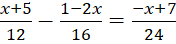 x+5/12 − 1−2x/16 = −x+7/24